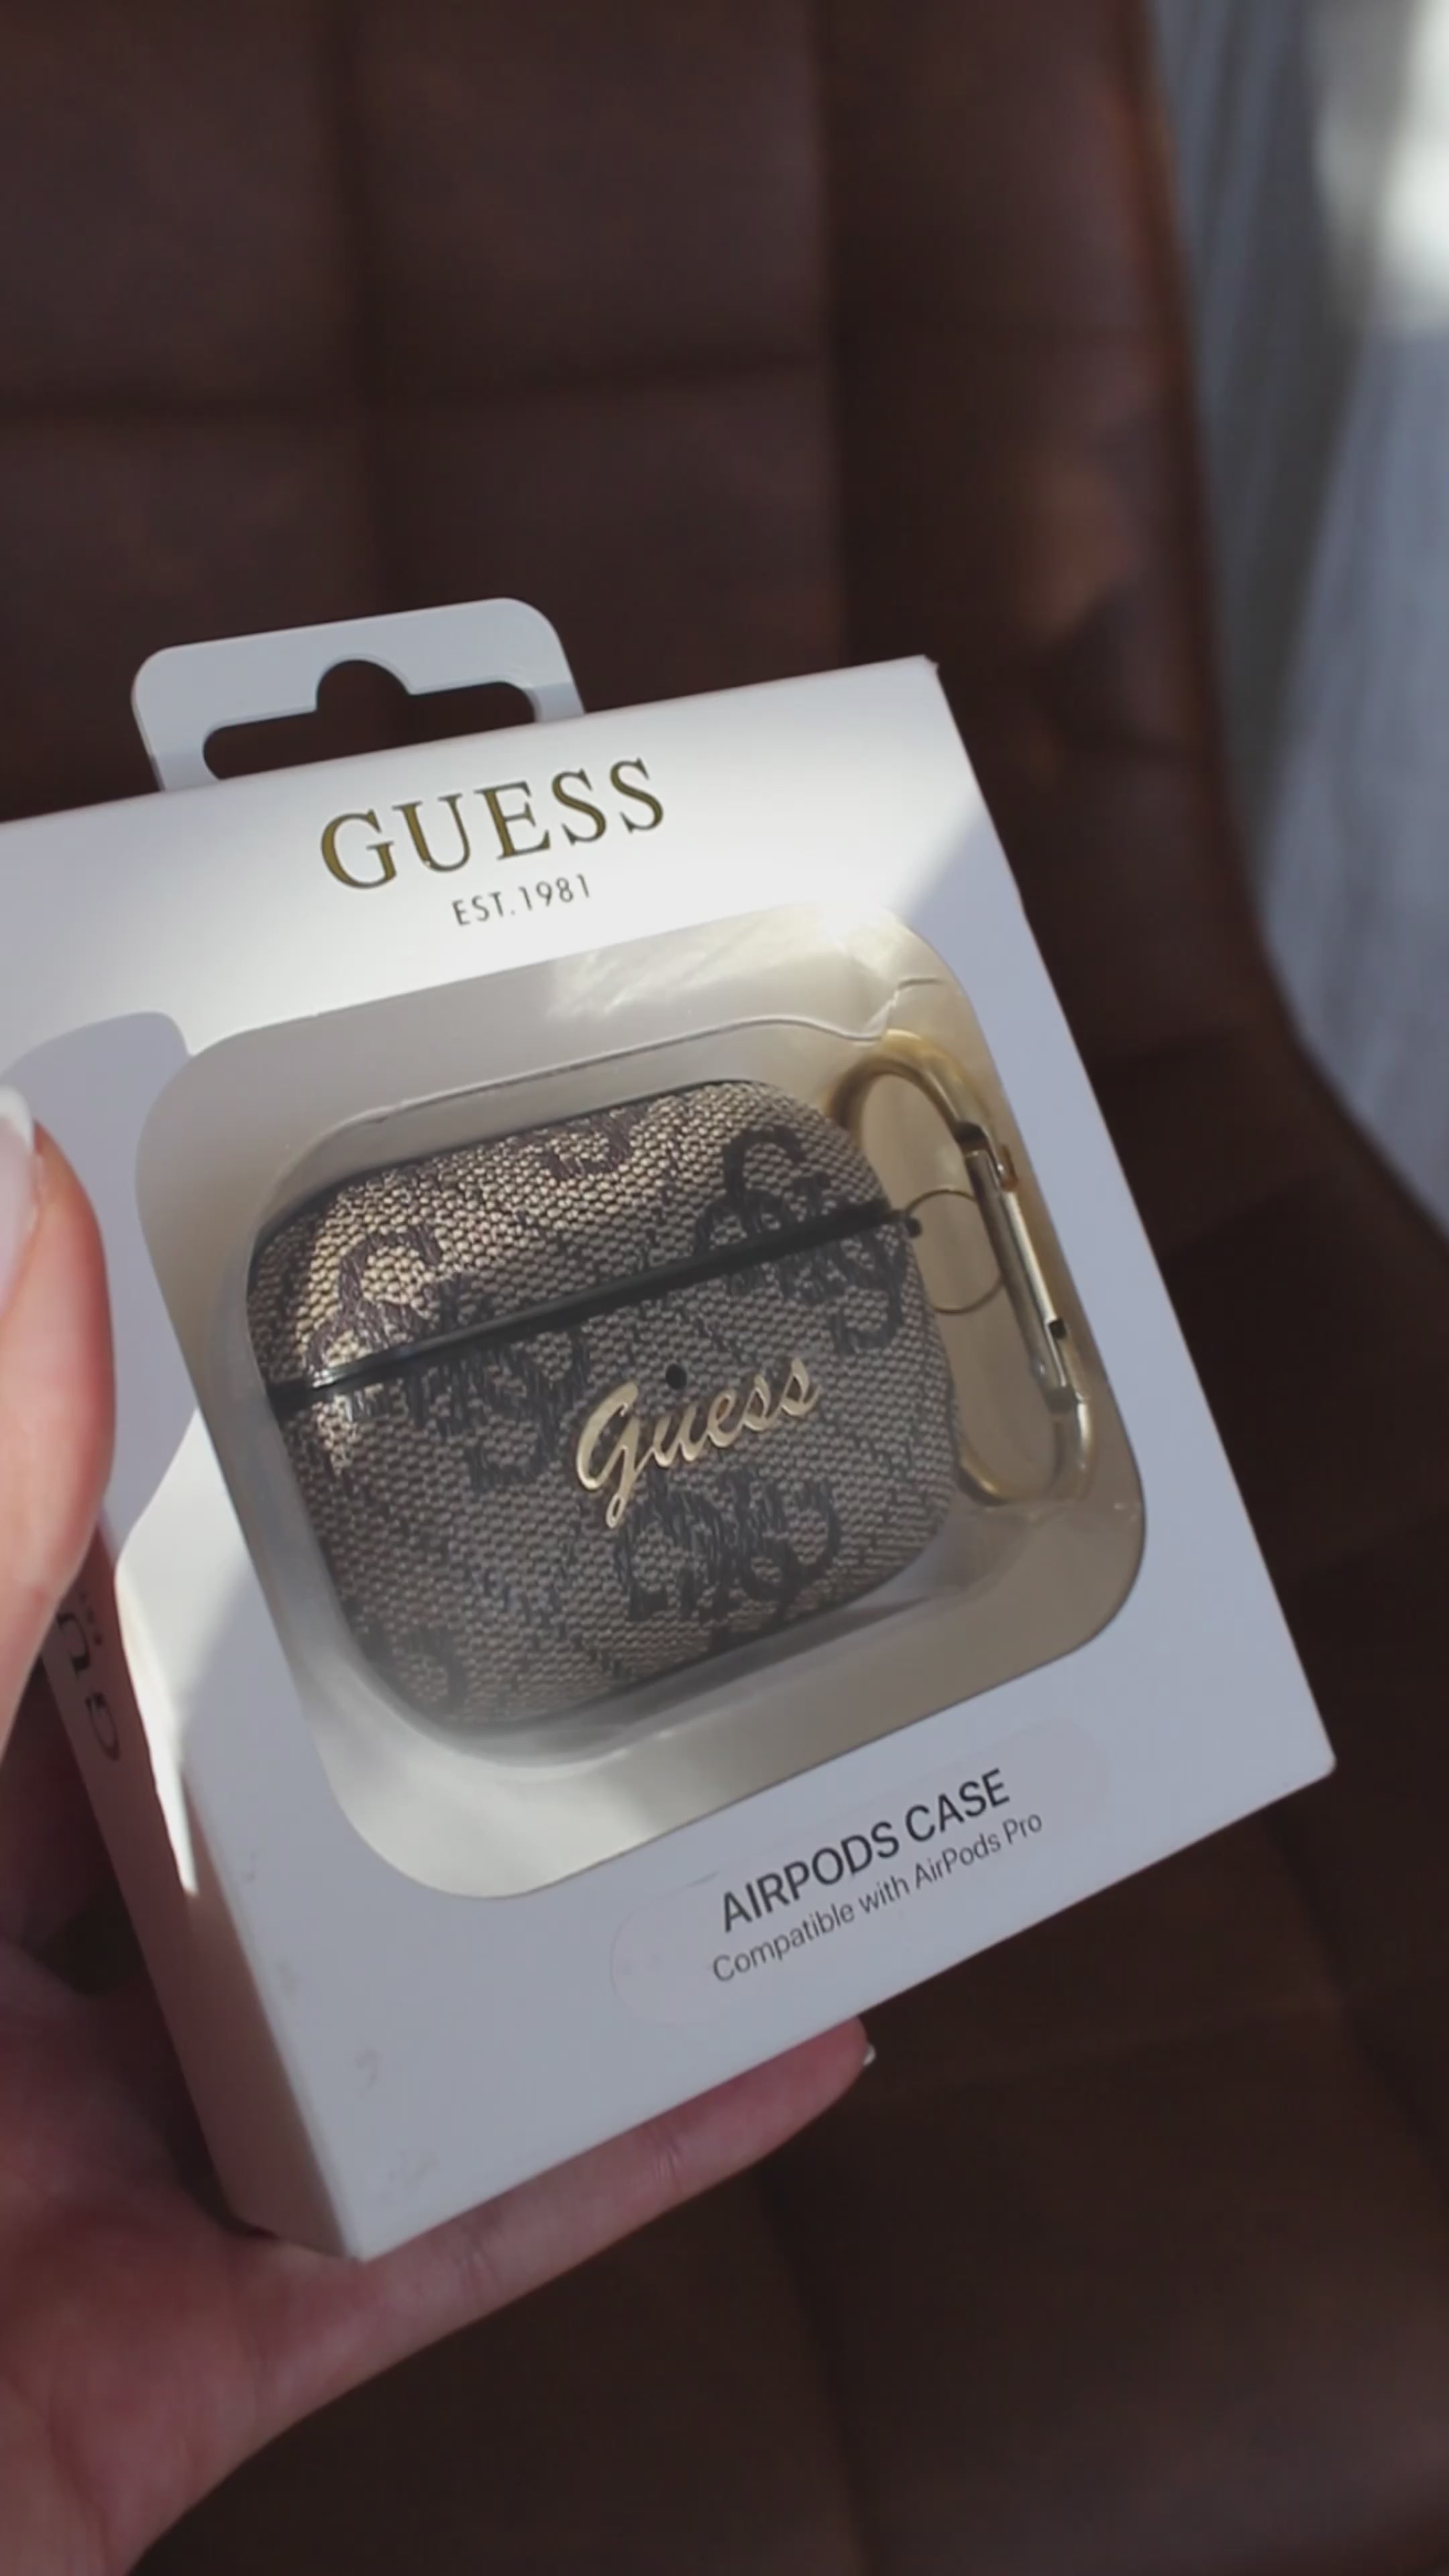 GUESS
EST.1981
Guess
AIRPODS CASE
Compatible with AirPods Pro